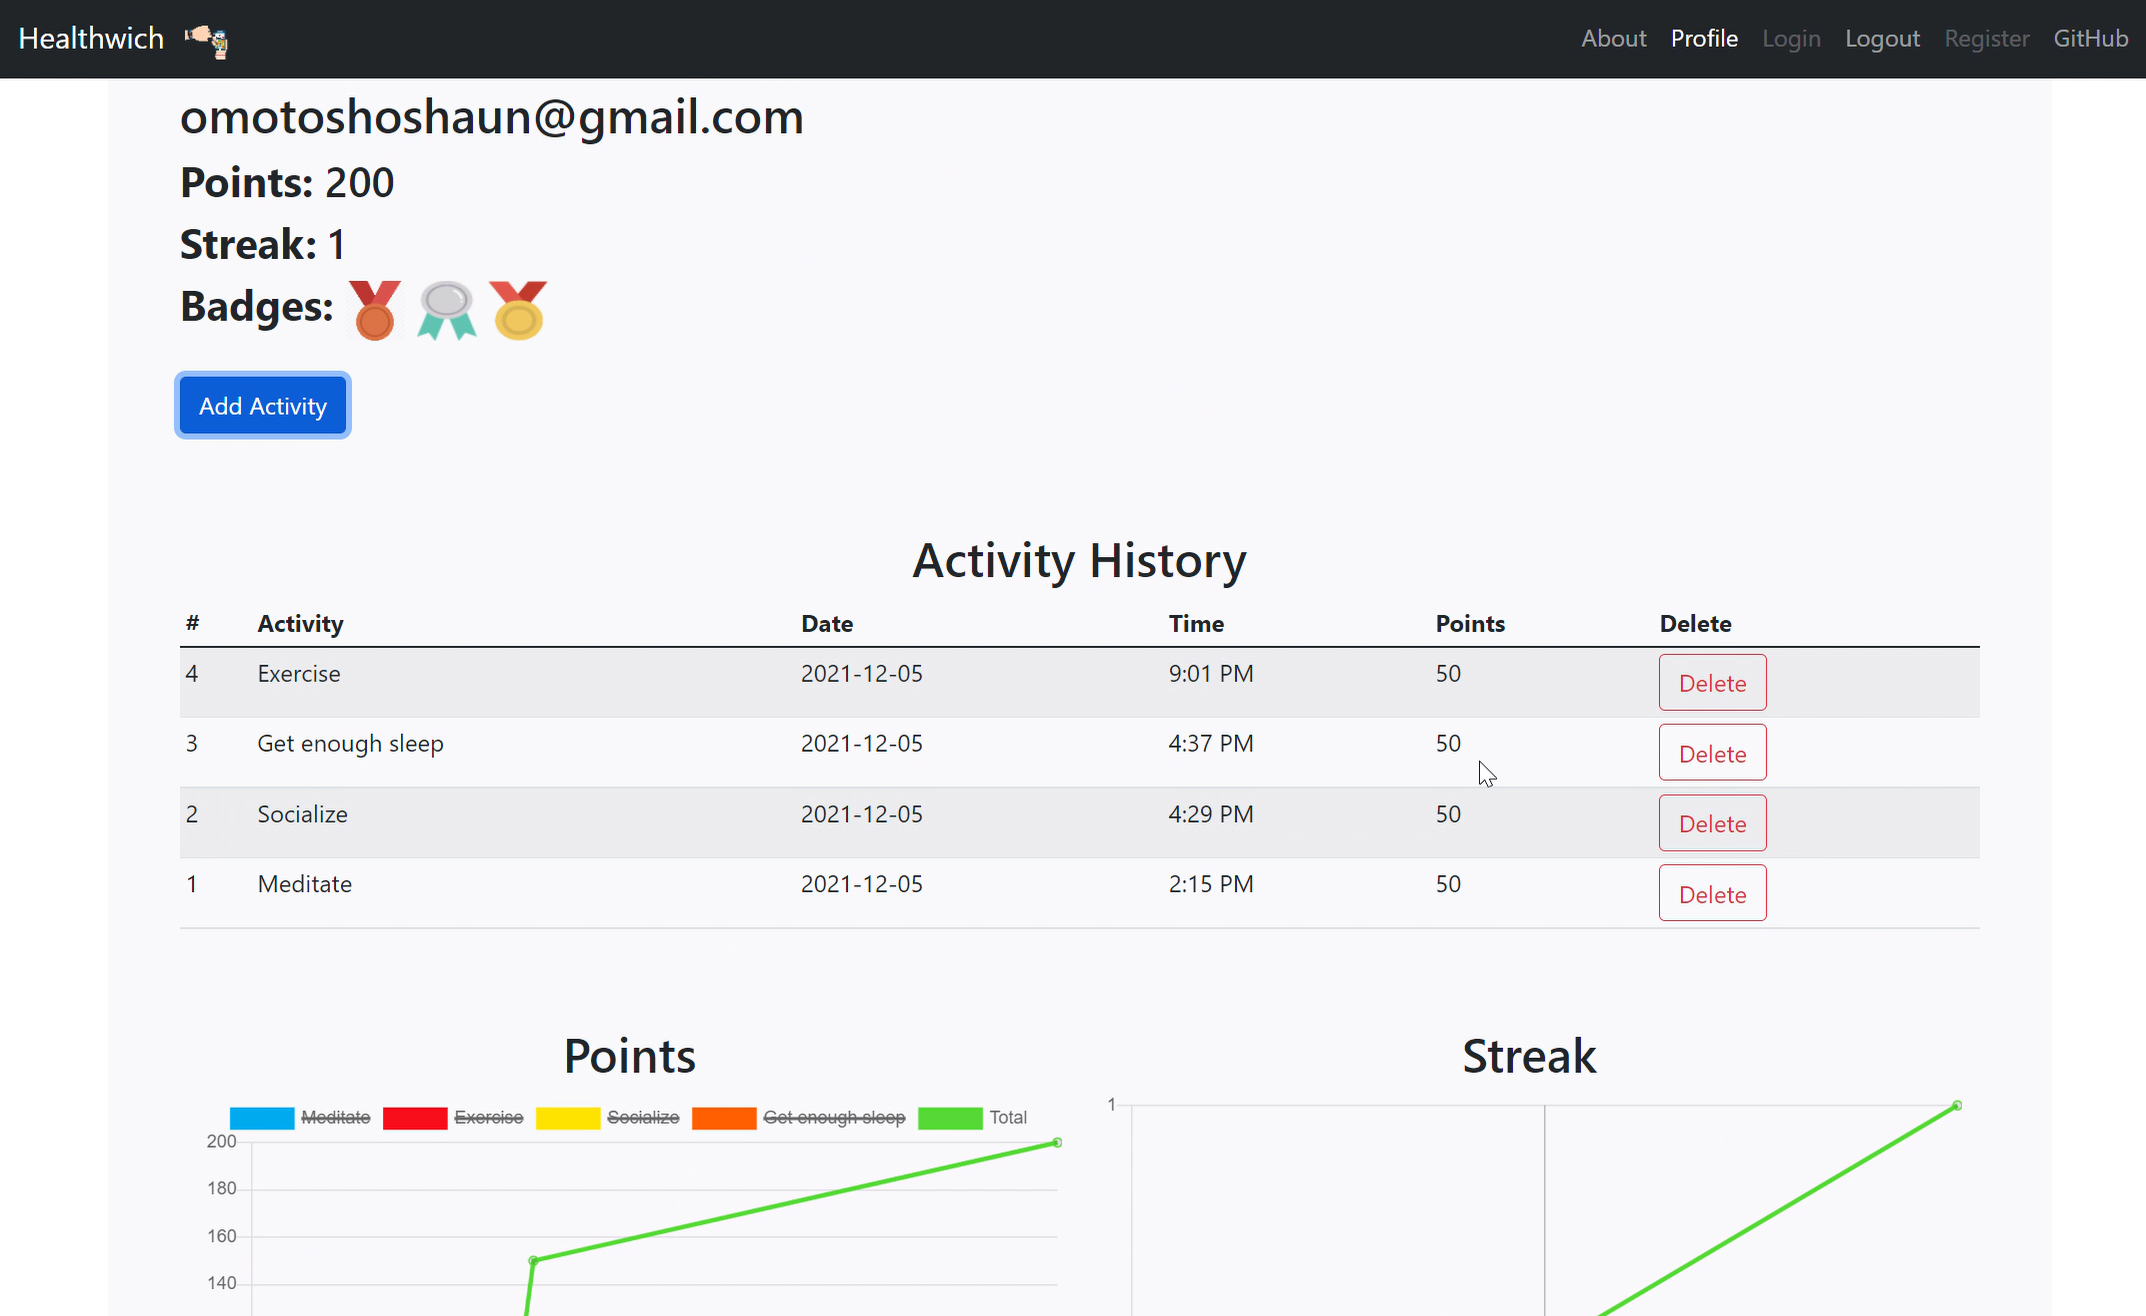 Healthwich About Profile Login Logout Register GitHub
omotoshoshaun@gmail.com
Points: 200
Streak: 1
Badges:
Add Activity
Activity History
# Activity Date Time Points Delete
4 Exercise 2021-12-05 9:01 PM 50 Delete
3 Get enough sleep 2021-12-05 4:37 PM 50 Delete
2 Socialize 2021-12-05 4:29 PM 50 Delete
1 Meditate 2021-12-05 2:15 PM 50 Delete
Points
Meditate Exercise Socialize Get enough sleep Total
200
180
160
140
Streak
1